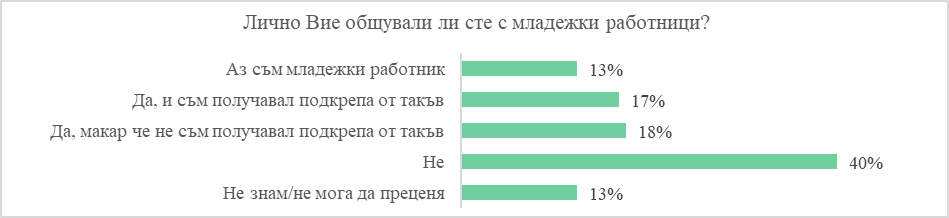 Лично Вие общували ли сте с младежки работници?
Аз съм младежки работник 13%
Да, и съм получавал подкрепа от такъв 17%
Да, макар че не съм получавал подкрепа от такъв 18%
Не 40%
Не знам/не мога да преценя 13%